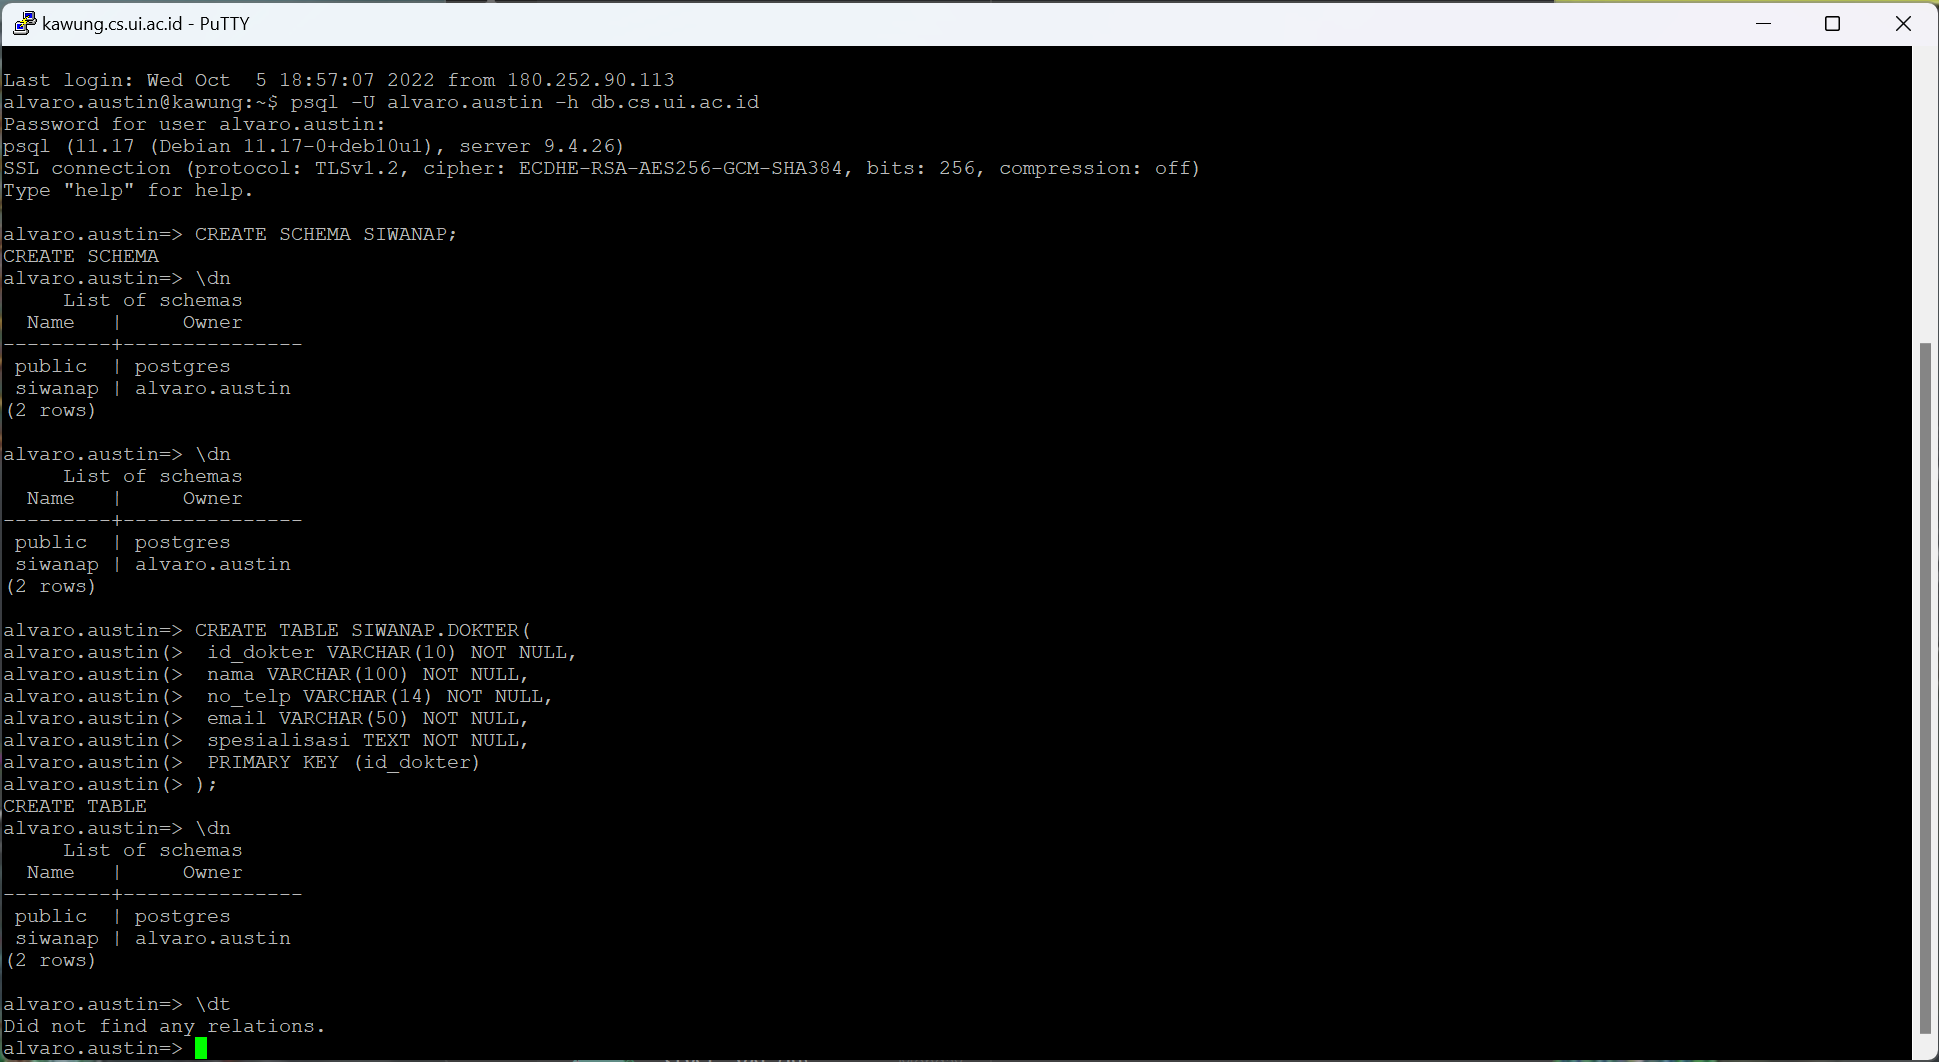 kawung.cs.ui.ac.id - PuTTY
Last login: Wed Oct  5 18:57:07 2022 from 180.252.90.113
alvaro.austin@kawung:~$ psql -U alvaro.austin -h db.cs.ui.ac.id
Password for user alvaro.austin:
psql (11.17 (Debian 11.17-0+deb10u1), server 9.4.26)
SSL connection (protocol: TLSv1.2, cipher: ECDHE-RSA-AES256-GCM-SHA384, bits: 256, compression: off)
Type "help" for help.

alvaro.austin=> CREATE SCHEMA SIWANAP;
CREATE SCHEMA
alvaro.austin=> \dn
     List of schemas
  Name   |     Owner
---------+---------------
 public  | postgres
 siwanap | alvaro.austin
(2 rows)

alvaro.austin=> \dn
     List of schemas
  Name   |     Owner
---------+---------------
 public  | postgres
 siwanap | alvaro.austin
(2 rows)

alvaro.austin=> CREATE TABLE SIWANAP.DOKTER(
alvaro.austin(>  id_dokter VARCHAR(10) NOT NULL,
alvaro.austin(>  nama VARCHAR(100) NOT NULL,
alvaro.austin(>  no_telp VARCHAR(14) NOT NULL,
alvaro.austin(>  email VARCHAR(50) NOT NULL,
alvaro.austin(>  spesialisasi TEXT NOT NULL,
alvaro.austin(>  PRIMARY KEY (id_dokter)
alvaro.austin(> );
CREATE TABLE
alvaro.austin=> \dn
     List of schemas
  Name   |     Owner
---------+---------------
 public  | postgres
 siwanap | alvaro.austin
(2 rows)

alvaro.austin=> \dt
Did not find any relations.
alvaro.austin=>